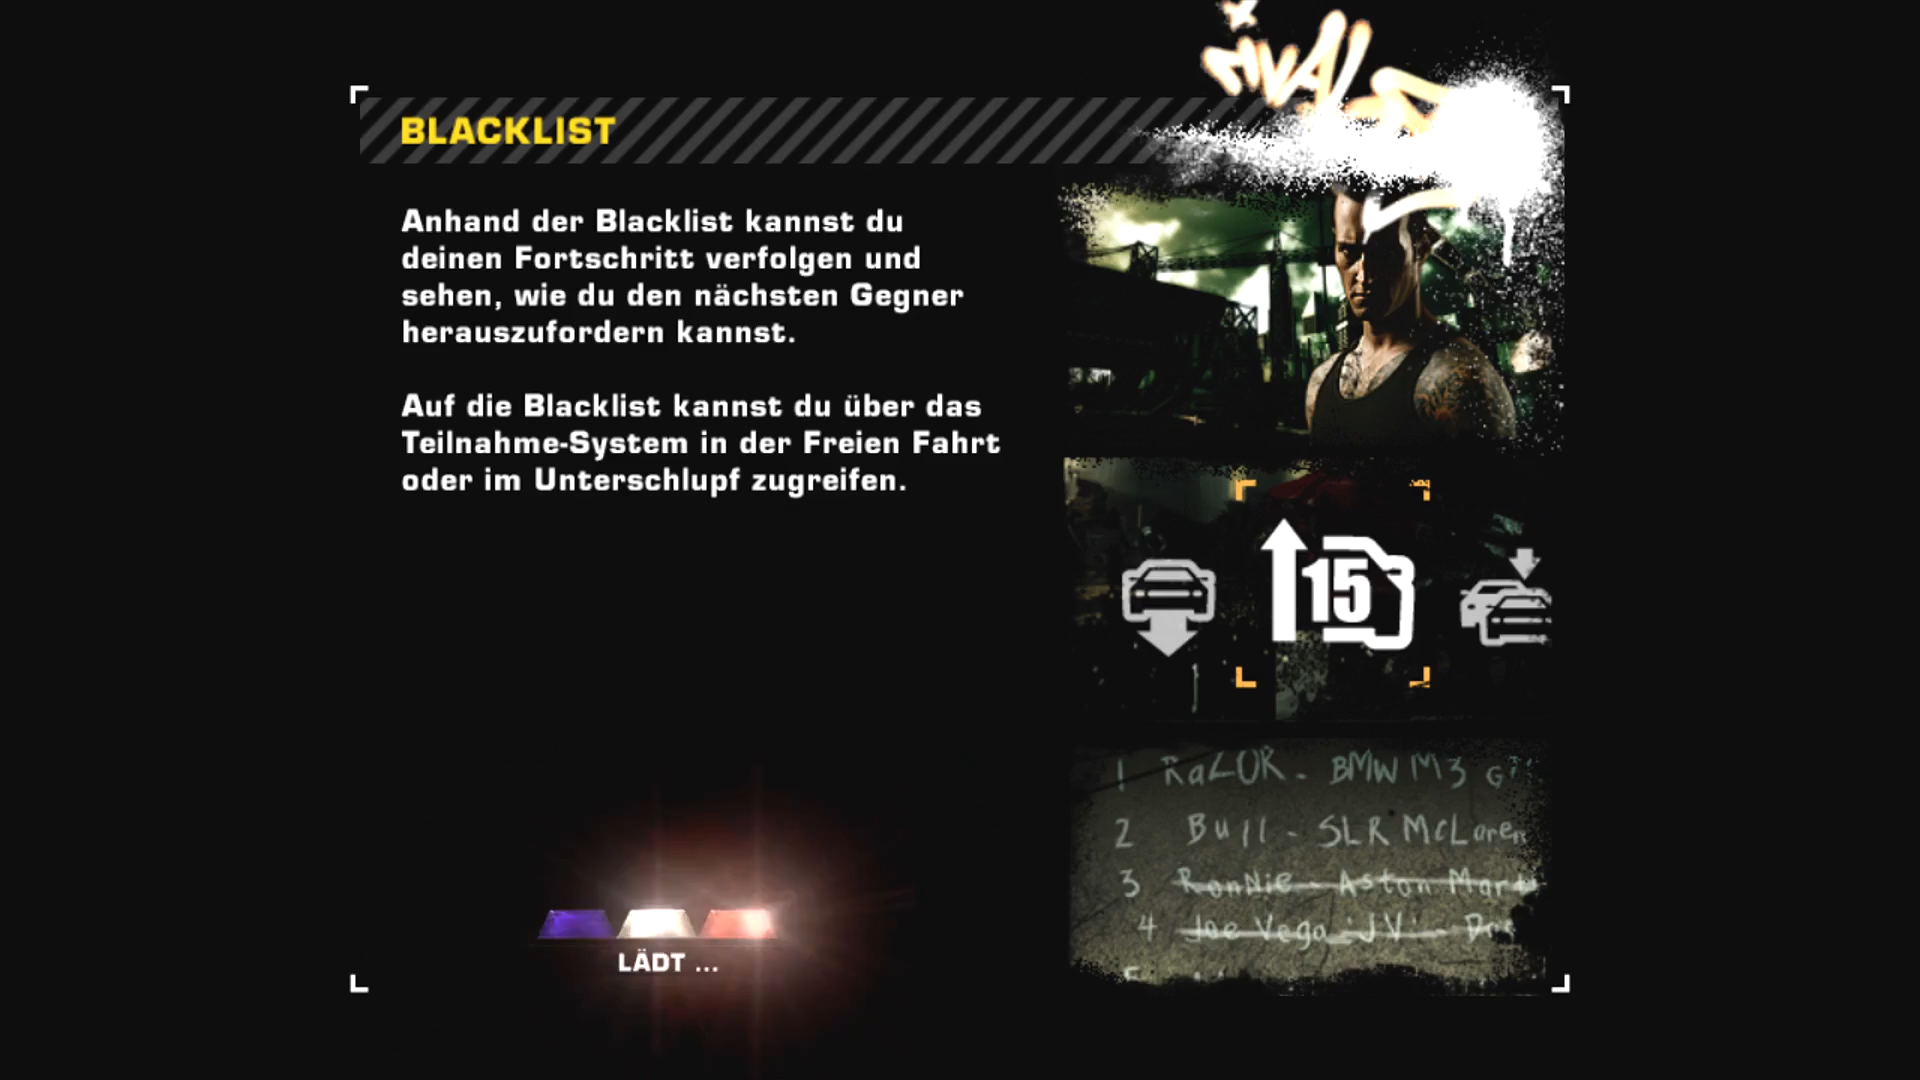 RIVALS
BLACKLIST
Anhand der Blacklist kannst du
deinen Fortschritt verfolgen und
sehen, wie du den nächsten Gegner
herauszufordern kannst.
Auf die Blacklist kannst du über das
Teilnahme-System in der Freien Fahrt
oder im Unterschlupf zugreifen.
15
1 RaZOR - BMW M3
2 Bull - SLR McLaren
3 RonNie - Aston
4 Joe Vega 'JV' -
LÄDT ...